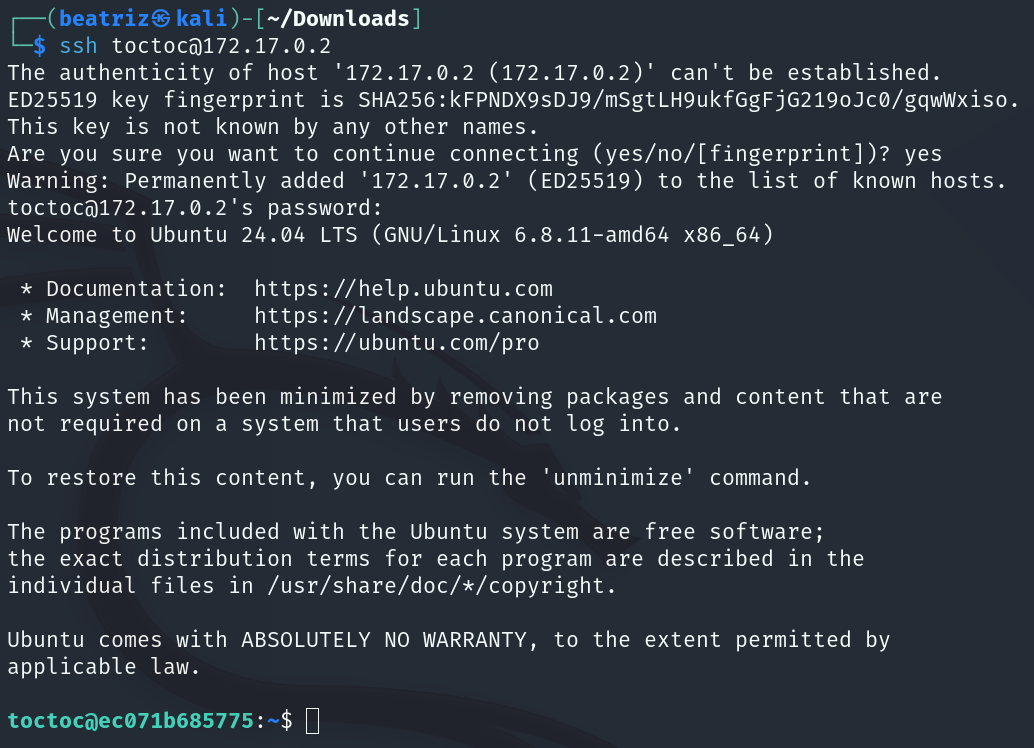 ┌──(beatriz㉿kali)-[~/Downloads]
└─$ ssh toctoc@172.17.0.2
The authenticity of host '172.17.0.2 (172.17.0.2)' can't be established.
ED25519 key fingerprint is SHA256:kFPNDX9sDJ9/mSgtLH9ukfGgFjG219oJc0/gqwWxiso.
This key is not known by any other names.
Are you sure you want to continue connecting (yes/no/[fingerprint])? yes
Warning: Permanently added '172.17.0.2' (ED25519) to the list of known hosts.
toctoc@172.17.0.2's password:
Welcome to Ubuntu 24.04 LTS (GNU/Linux 6.8.11-amd64 x86_64)
 * Documentation:  https://help.ubuntu.com
 * Management:     https://landscape.canonical.com
 * Support:        https://ubuntu.com/pro
This system has been minimized by removing packages and content that are
not required on a system that users do not log into.
To restore this content, you can run the 'unminimize' command.
The programs included with the Ubuntu system are free software;
the exact distribution terms for each program are described in the
individual files in /usr/share/doc/*/copyright.
Ubuntu comes with ABSOLUTELY NO WARRANTY, to the extent permitted by
applicable law.
toctoc@ec071b685775:~$